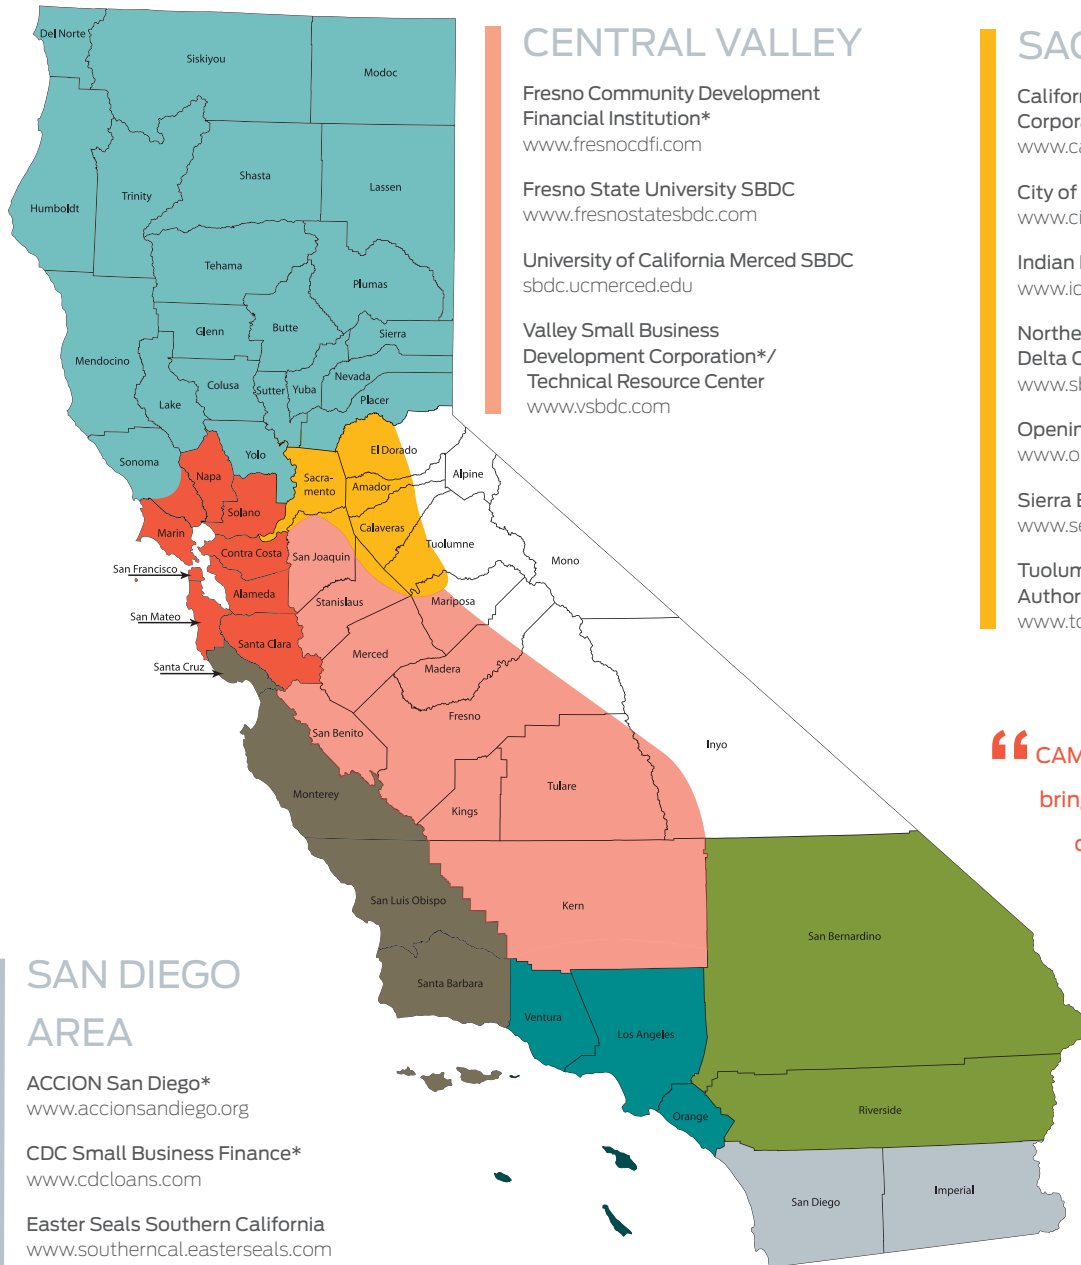 CENTRAL VALLEY
Fresno Community Development
Financial Institution*
www.fresnocdfi.com
Fresno State University SBDC
www.fresnostatesbdc.com
University of California Merced SBDC
sbdc.ucmerced.edu
Valley Small Business
Development Corporation*/
Technical Resource Center
www.vsbdc.com
City of
Indian
Sierra
“ CAM
Del Norte
Siskiyou
Modoc
Humboldt
Trinity
Shasta
Lassen
Tehama
Plumas
Mendocino
Glenn
Butte
Sierra
Lake
Colusa
Sutter
Yuba
Nevada
Placer
Sonoma
Napa
Yolo
Sacra-
mento
El Dorado
Alpine
Amador
Solano
Marin
Calaveras
Tuolumne
Mono
Contra Costa
San Joaquin
San Francisco
Alameda
Stanislaus
Mariposa
San Mateo
Santa Clara
Merced
Santa Cruz
Madera
Fresno
San Benito
Inyo
Monterey
Kings
Tulare
San Luis Obispo
Kern
San Bernardino
Santa Barbara
Ventura
Los Angeles
Orange
Riverside
San Diego
Imperial
SAN DIEGO
AREA
ACCION San Diego*
www.accionsandiego.org
CDC Small Business Finance*
www.cdcloans.com
Easter Seals Southern California
www.southerncal.easterseals.com